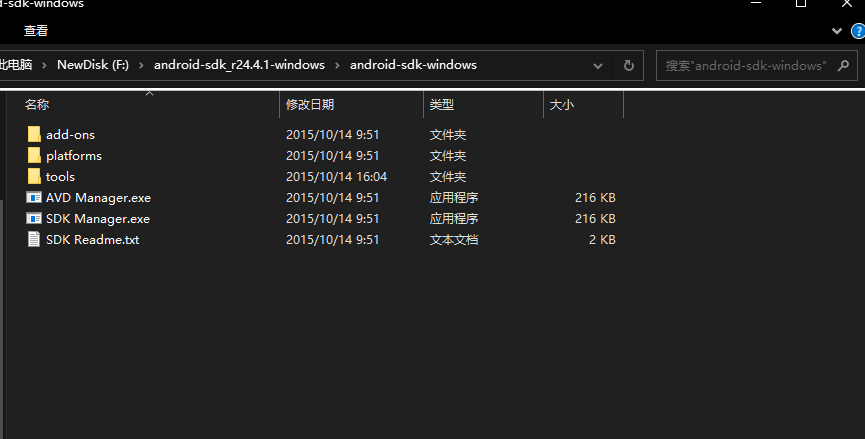 d-sdk-windows
查看
此电脑 > NewDisk (F:) > android-sdk_r24.4.1-windows > android-sdk-windows
搜索"android-sdk-windows"
名称 修改日期 类型 大小
add-ons 2015/10/14 9:51 文件夹
platforms 2015/10/14 9:51 文件夹
tools 2015/10/14 16:04 文件夹
AVD Manager.exe 2015/10/14 9:51 应用程序 216 KB
SDK Manager.exe 2015/10/14 9:51 应用程序 216 KB
SDK Readme.txt 2015/10/14 9:51 文本文档 2 KB